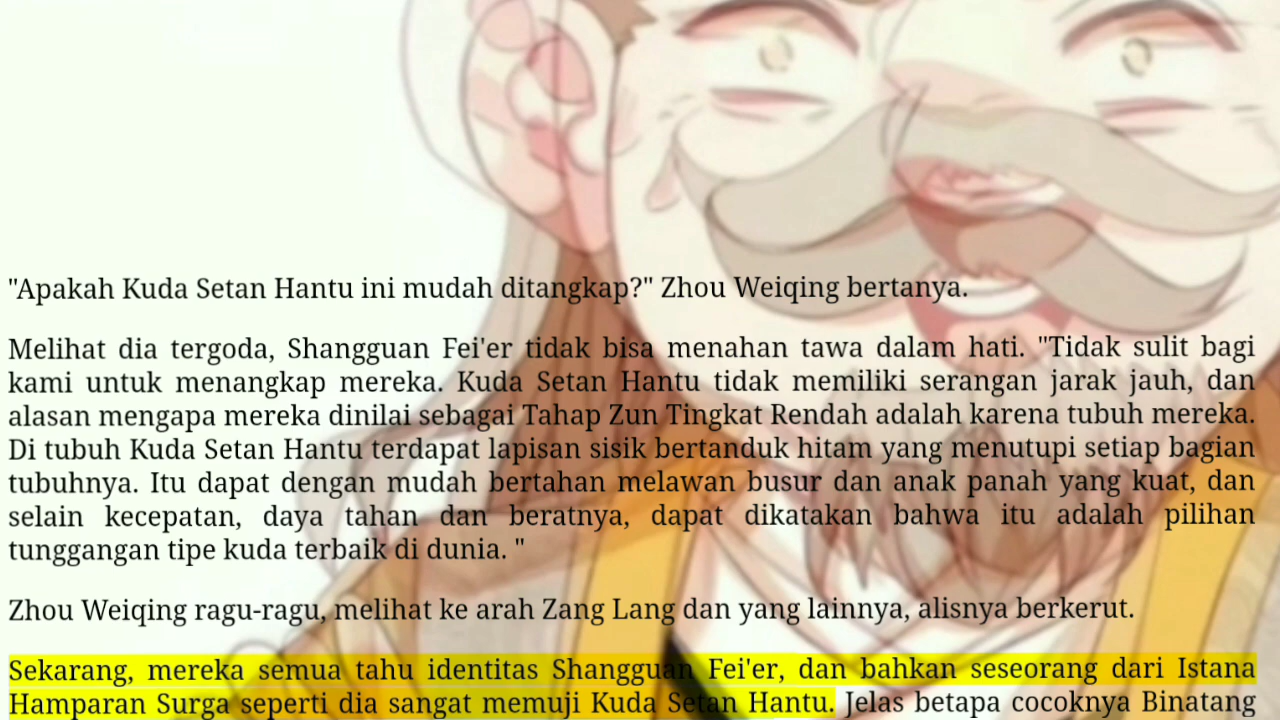 "Apakah Kuda Setan Hantu ini mudah ditangkap?" Zhou Weiqing bertanya.
Melihat dia tergoda, Shangguan Fei'er tidak bisa menahan tawa dalam hati. "Tidak sulit bagi
kami untuk menangkap mereka. Kuda Setan Hantu tidak memiliki serangan jarak jauh, dan
alasan mengapa mereka dinilai sebagai Tahap Zun Tingkat Rendah adalah karena tubuh mereka.
Di tubuh Kuda Setan Hantu terdapat lapisan sisik bertanduk hitam yang menutupi setiap bagian
tubuhnya. Itu dapat dengan mudah bertahan melawan busur dan anak panah yang kuat, dan
selain kecepatan, daya tahan dan beratnya, dapat dikatakan bahwa itu adalah pilihan
tunggangan tipe kuda terbaik di dunia. "
Zhou Weiqing ragu-ragu, melihat ke arah Zang Lang dan yang lainnya, alisnya berkerut.
Sekarang, mereka semua tahu identitas Shangguan Fei'er, dan bahkan seseorang dari Istana
Hamparan Surga seperti dia sangat memuji Kuda Setan Hantu. Jelas betapa cocoknya Binatang